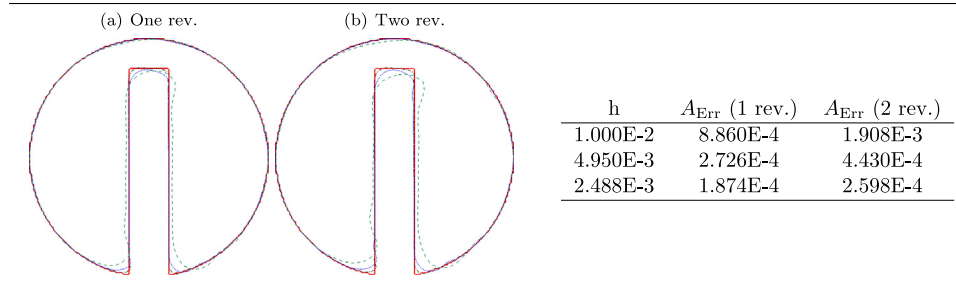 (a) One rev.
(b) Two rev.
h A_Err (1 rev.) A_Err (2 rev.)
1.000E-2 8.860E-4 1.908E-3
4.950E-3 2.726E-4 4.430E-4
2.488E-3 1.874E-4 2.598E-4